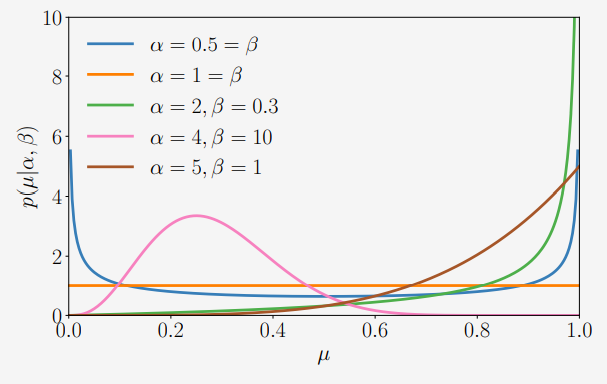 10
8
6
4
2
0
p(μ|α, β)
α = 0.5 = β
α = 1 = β
α = 2, β = 0.3
α = 4, β = 10
α = 5, β = 1
0.0 0.2 0.4 0.6 0.8 1.0
μ